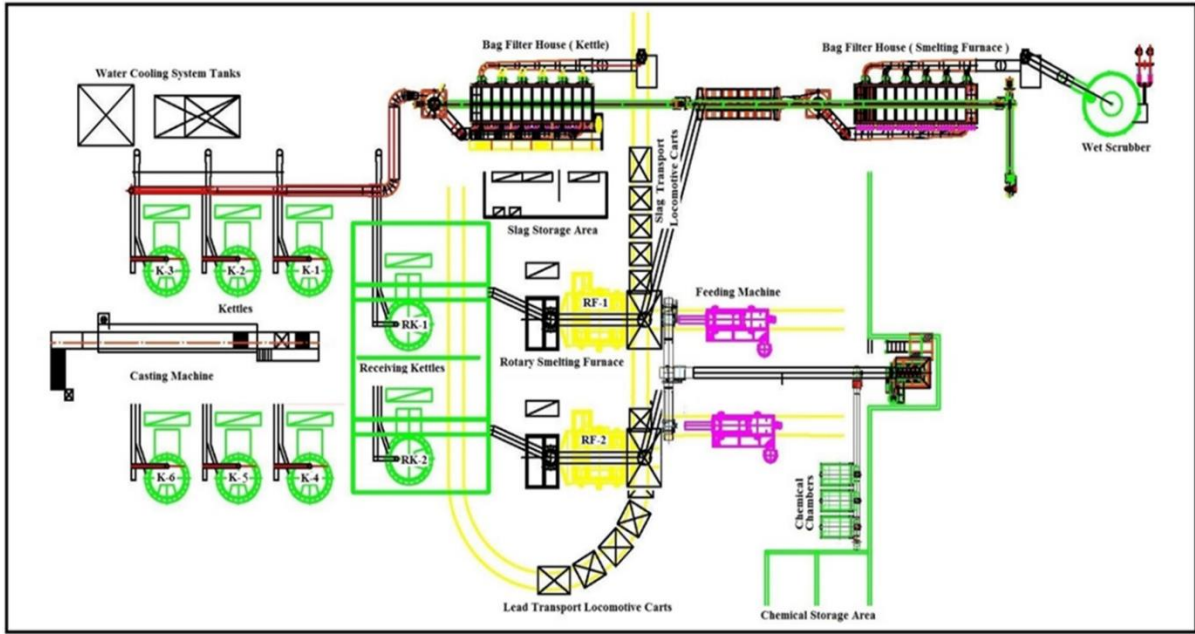 Bag Filter House ( Kettle)
Bag Filter House ( Smelting Furnace )
Water Cooling System Tanks
Wet Scrubber
Slag Transport
Locomotive Carts
Slag Storage Area
K-3
K-2
K-1
Kettles
RK-1
RF-1
Feeding Machine
Casting Machine
Receiving Kettles
Rotary Smelting Furnace
K-6
K-5
K-4
RK-2
RF-2
Chemical
Chambers
Lead Transport Locomotive Carts
Chemical Storage Area